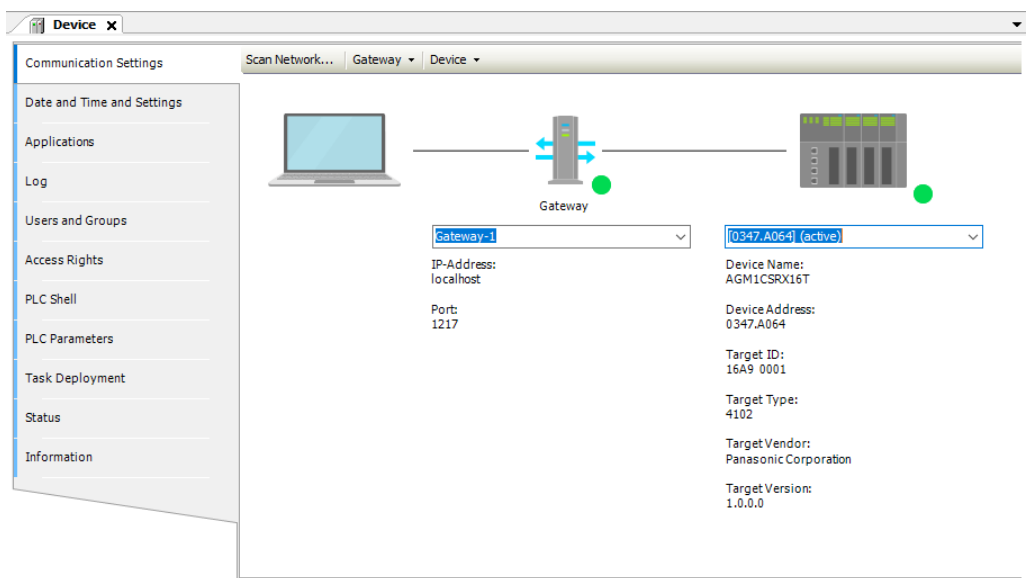 Device
Communication Settings
Date and Time and Settings
Applications
Log
Users and Groups
Access Rights
PLC Shell
PLC Parameters
Task Deployment
Status
Information
Scan Network... Gateway Device
Gateway
Gateway-1
IP-Address:
localhost
Port:
1217
[0347.A064] (active)
Device Name:
AGM1CSRX16T
Device Address:
0347.A064
Target ID:
16A9 0001
Target Type:
4102
Target Vendor:
Panasonic Corporation
Target Version:
1.0.0.0